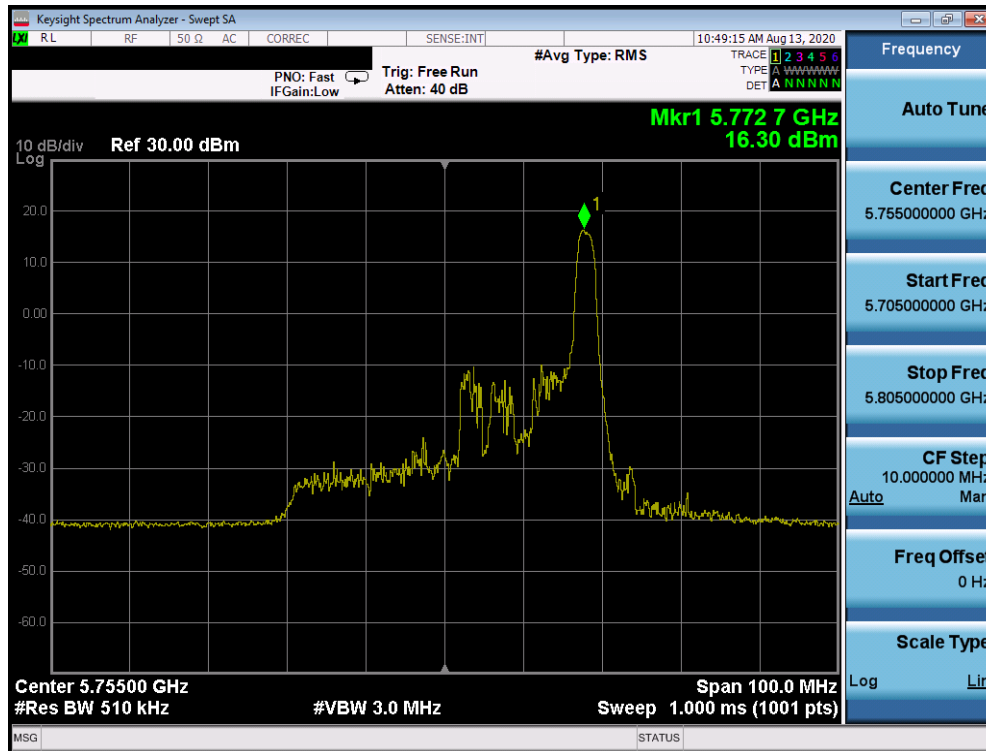 Keysight Spectrum Analyzer - Swept SA
LXI RL RF 50 Ω AC CORREC SENSE:INT 10:49:15 AM Aug 13, 2020
PNO: Fast
IFGain:Low
Trig: Free Run
Atten: 40 dB
#Avg Type: RMS
TRACE 1 2 3 4 5 6
TYPE A W W W W W
DET A N N N N N
Mkr1 5.772 7 GHz
16.30 dBm
10 dB/div
Log
Ref 30.00 dBm
1
20.0
10.0
0.00
-10.0
-20.0
-30.0
-40.0
-50.0
-60.0
Center 5.75500 GHz
Span 100.0 MHz
#Res BW 510 kHz
#VBW 3.0 MHz
Sweep 1.000 ms (1001 pts)
MSG
STATUS
Frequency
Auto Tune
Center Freq
5.755000000 GHz
Start Freq
5.705000000 GHz
Stop Freq
5.805000000 GHz
CF Step
10.000000 MHz
Auto Man
Freq Offset
0 Hz
Scale Type
Log Lin